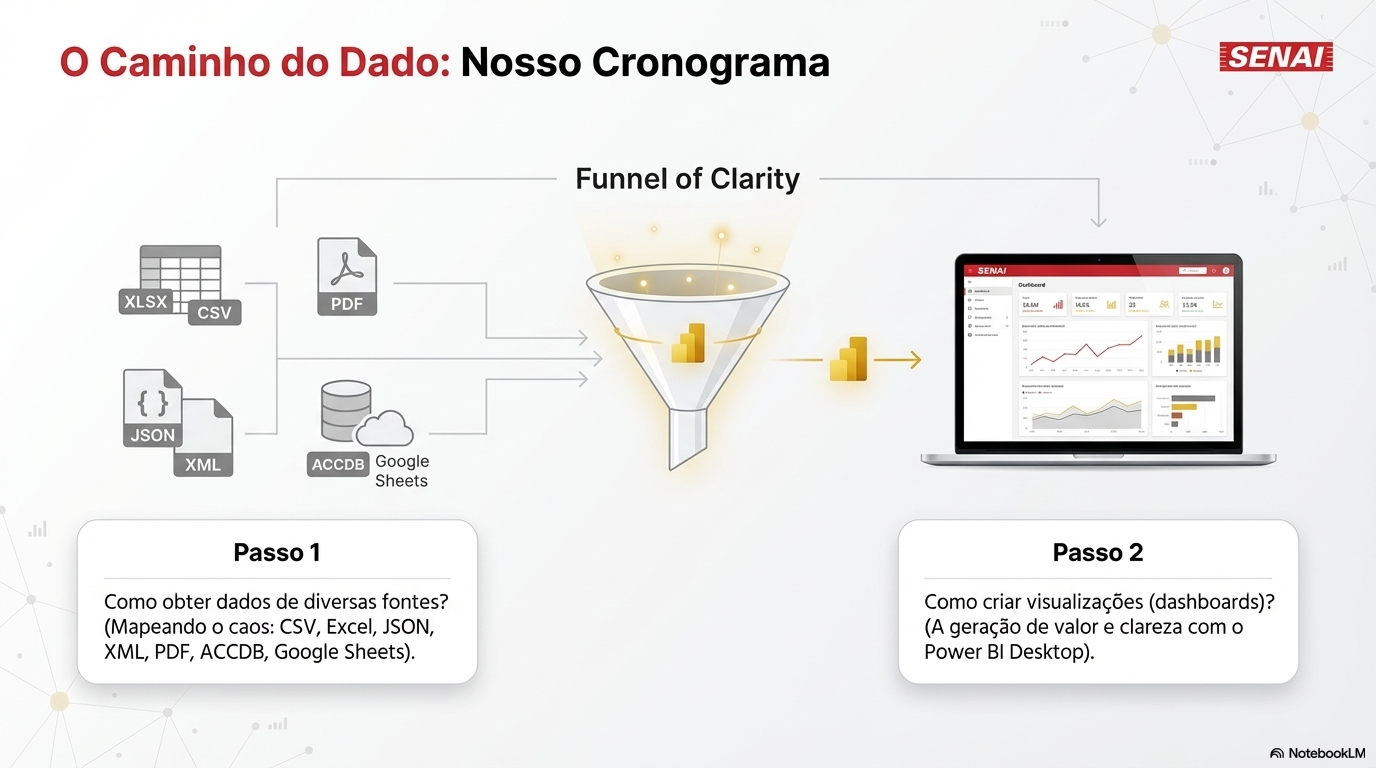 O Caminho do Dado: Nosso Cronograma
SENAI
Funnel of Clarity
XLSX
CSV
PDF
JSON
XML
ACCDB
Google
Sheets
SENAI
Dashboard
Passo 1
Como obter dados de diversas fontes?
(Mapeando o caos: CSV, Excel, JSON,
XML, PDF, ACCDB, Google Sheets).
Passo 2
Como criar visualizações (dashboards)?
(A geração de valor e clareza com o
Power BI Desktop).
NotebookLM